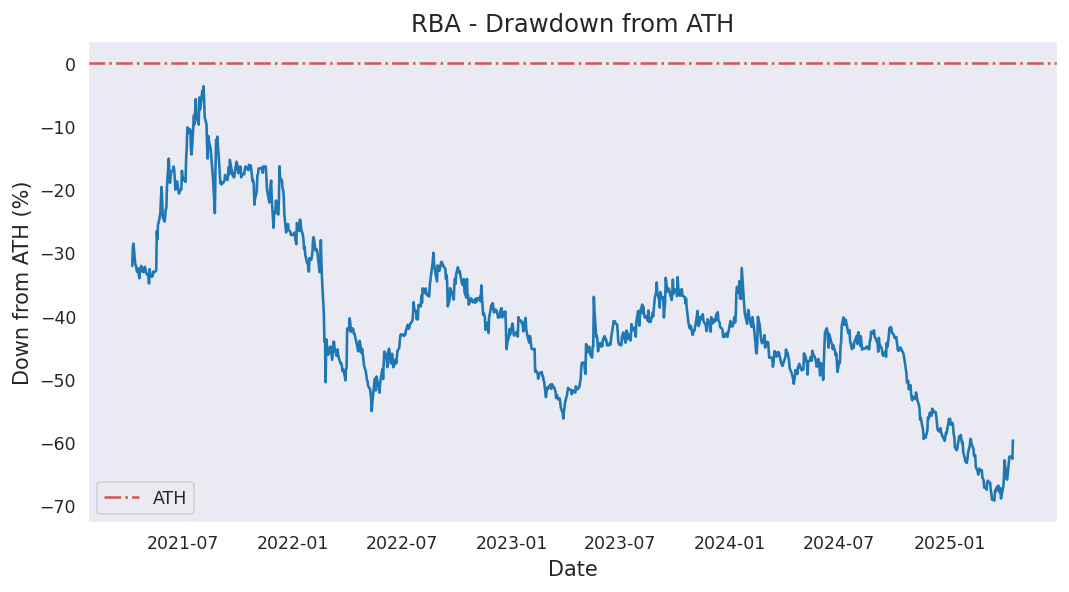 RBA - Drawdown from ATH
Down from ATH (%)
0
−10
−20
−30
−40
−50
−60
−70
ATH
2021-07 2022-01 2022-07 2023-01 2023-07 2024-01 2024-07 2025-01
Date